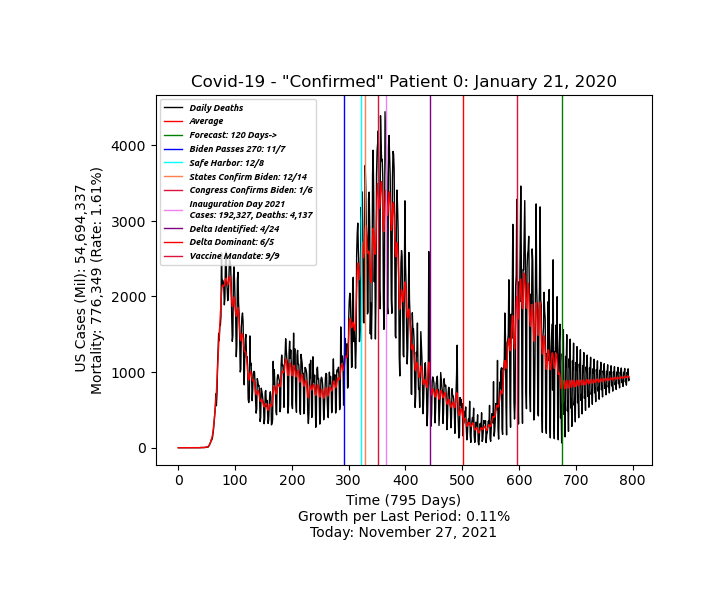 Covid-19 - "Confirmed" Patient 0: January 21, 2020
US Cases (Mil): 54,694,337
Mortality: 776,349 (Rate: 1.61%)
4000
3000
2000
1000
0
Daily Deaths
Average
Forecast: 120 Days->
Biden Passes 270: 11/7
Safe Harbor: 12/8
States Confirm Biden: 12/14
Congress Confirms Biden: 1/6
Inauguration Day 2021
Cases: 192,327, Deaths: 4,137
Delta Identified: 4/24
Delta Dominant: 6/5
Vaccine Mandate: 9/9
0 100 200 300 400 500 600 700 800
Time (795 Days)
Growth per Last Period: 0.11%
Today: November 27, 2021